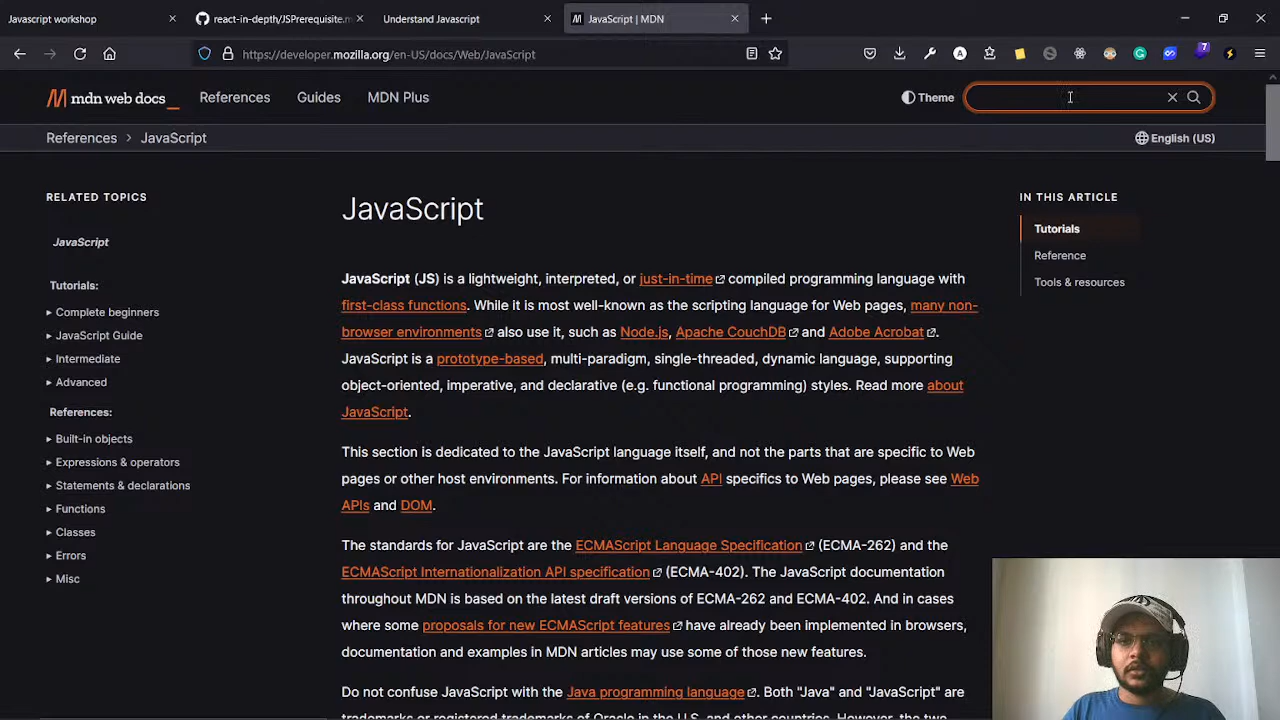 Javascript workshop
react-in-depth/JSPrerequisite.m
Understand Javascript
JavaScript | MDN
https://developer.mozilla.org/en-US/docs/Web/JavaScript
A
7
mdn web docs_
References
Guides
MDN Plus
Theme
References
JavaScript
English (US)
RELATED TOPICS
JavaScript
Tutorials:
Complete beginners
JavaScript Guide
Intermediate
Advanced
References:
Built-in objects
Expressions & operators
Statements & declarations
Functions
Classes
Errors
Misc
JavaScript
JavaScript (JS) is a lightweight, interpreted, or just-in-time compiled programming language with
first-class functions. While it is most well-known as the scripting language for Web pages, many non-
browser environments also use it, such as Node.js, Apache CouchDB and Adobe Acrobat.
JavaScript is a prototype-based, multi-paradigm, single-threaded, dynamic language, supporting
object-oriented, imperative, and declarative (e.g. functional programming) styles. Read more about
JavaScript.
This section is dedicated to the JavaScript language itself, and not the parts that are specific to Web
pages or other host environments. For information about API specifics to Web pages, please see Web
APIs and DOM.
The standards for JavaScript are the ECMAScript Language Specification (ECMA-262) and the
ECMAScript Internationalization API specification (ECMA-402). The JavaScript documentation
throughout MDN is based on the latest draft versions of ECMA-262 and ECMA-402. And in cases
where some proposals for new ECMAScript features have already been implemented in browsers,
documentation and examples in MDN articles may use some of those new features.
Do not confuse JavaScript with the Java programming language. Both "Java" and "JavaScript" are
trademarks or registered trademarks of Oracle in the U.S. and other countries. However, the two
IN THIS ARTICLE
Tutorials
Reference
Tools & resources